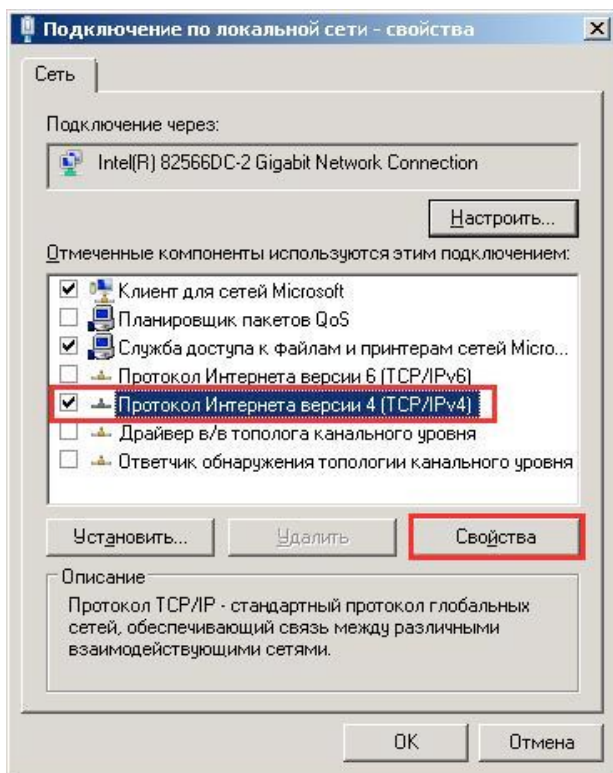 Подключение по локальной сети - свойства
Сеть
Подключение через:
Intel(R) 82566DC-2 Gigabit Network Connection
Настроить...
Отмеченные компоненты используются этим подключением:
Клиент для сетей Microsoft
Планировщик пакетов QoS
Служба доступа к файлам и принтерам сетей Micro...
Протокол Интернета версии 6 (TCP/IPv6)
Протокол Интернета версии 4 (TCP/IPv4)
Драйвер в/в тополога канального уровня
Ответчик обнаружения топологии канального уровня
Установить...
Удалить
Свойства
Описание
Протокол TCP/IP - стандартный протокол глобальных
сетей, обеспечивающий связь между различными
взаимодействующими сетями.
OK
Отмена